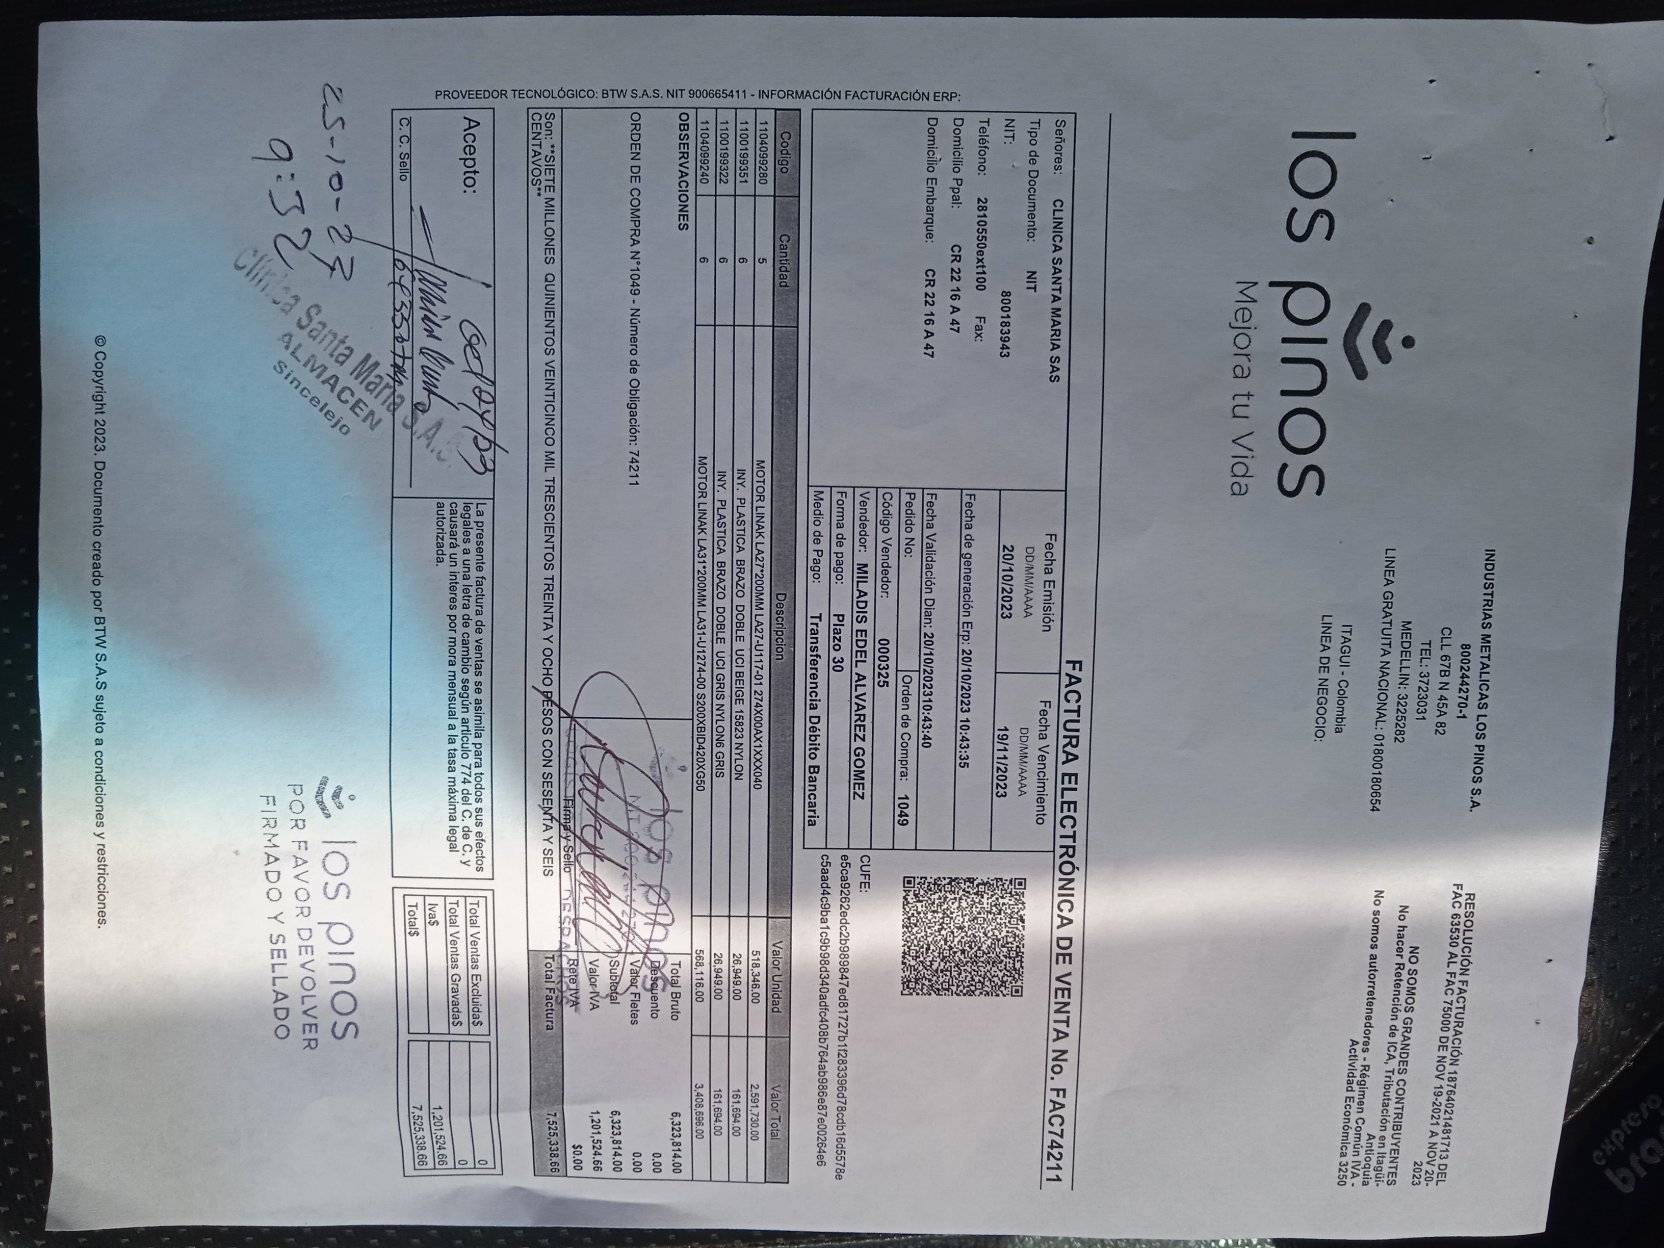 los pinos
Mejora tu Vida
INDUSTRIAS METALICAS LOS PINOS S.A.
800244270-1
CLL 67B N 45A 82
TEL: 3723031
MEDELLIN: 3225282
LINEA GRATUITA NACIONAL: 01800180654
ITAGUI - Colombia
LINEA DE NEGOCIO:
RESOLUCIÓN FACTURACIÓN 18764021481713 DEL
FAC 63530 AL FAC 75000 DE NOV 19-2021 A NOV 20-
2023
NO SOMOS GRANDES CONTRIBUYENTES
No hacer Retención de ICA, Tributación en Itagüí-
Antioquia
No somos autorretenedores - Régimen Común IVA -
Actividad Económica 3250
FACTURA ELECTRÓNICA DE VENTA No. FAC74211
Señores: CLINICA SANTA MARIA SAS
Tipo de Documento: NIT
NIT: 800183943
Teléfono: 2810550ext100 Fax:
Domicilio Ppal: CR 22 16 A 47
Domicilio Embarque: CR 22 16 A 47
Fecha Emisión
DD/MM/AAAA
20/10/2023
Fecha Vencimiento
DD/MM/AAAA
19/11/2023
Fecha de generación Erp: 20/10/2023 10:43:35
Fecha Validación Dian: 20/10/202310:43:40
Pedido No: Orden de Compra: 1049
Código Vendedor: 000325
Vendedor: MILADIS EDEL ALVAREZ GOMEZ
Forma de pago: Plazo 30
Medio de Pago: Transferencia Débito Bancaria
CUFE:
e5ca9262edc2b989847ed81727b1f283396d78cdb16d5578e
c5aad4c9ba1c9b99d340adfc408b764ab986e87e00264e6
PROVEEDOR TECNOLÓGICO: BTW S.A.S. NIT 900665411 - INFORMACIÓN FACTURACIÓN ERP:
Codigo Cantidad Descripcion Valor Unidad Valor Total
1104099280 5 MOTOR LINAK LA27*200MM LA27-U117-01 274X00AX1XXX040 518,346.00 2,591,730.00
1100199351 6 INY. PLASTICA BRAZO DOBLE UCI BEIGE 15823 NYLON 26,949.00 161,694.00
1100199322 6 INY. PLASTICA BRAZO DOBLE UCI GRIS NYLON6 GRIS 26,949.00 161,694.00
1104099240 6 MOTOR LINAK LA31*200MM LA31-U1274-00 S200XBID420XG50 568,116.00 3,408,696.00
OBSERVACIONES
ORDEN DE COMPRA N°1049 - Número de Obligación: 74211
los pinos
Firma y Sello
Total Bruto 6,323,814.00
Descuento 0.00
Valor Fletes 0.00
Subtotal 6,323,814.00
Valor IVA 1,201,524.66
Rete IVA $0.00
Total Factura 7,525,338.66
Son: **SIETE MILLONES QUINIENTOS VEINTICINCO MIL TRESCIENTOS TREINTA Y OCHO PESOS CON SESENTA Y SEIS
CENTAVOS**
Acepto:
C.C. Sello
La presente factura de ventas se asimila para todos sus efectos
legales a una letra de cambio según articulo 774 del C. de C. y
causará un interes por mora mensual a la tasa máxima legal
autorizada.
Total Ventas Excluida$ 0
Total Ventas Gravada$ 0
Iva$ 1,201,524.66
Total$ 7,525,338.66
25-10-23
9:32
Clínica Santa Maria S.A.S
ALMACEN
Sincelejo
los pinos
POR FAVOR DEVOLVER
FIRMADO Y SELLADO
© Copyright 2023. Documento creado por BTW S.A.S sujeto a condiciones y restricciones.